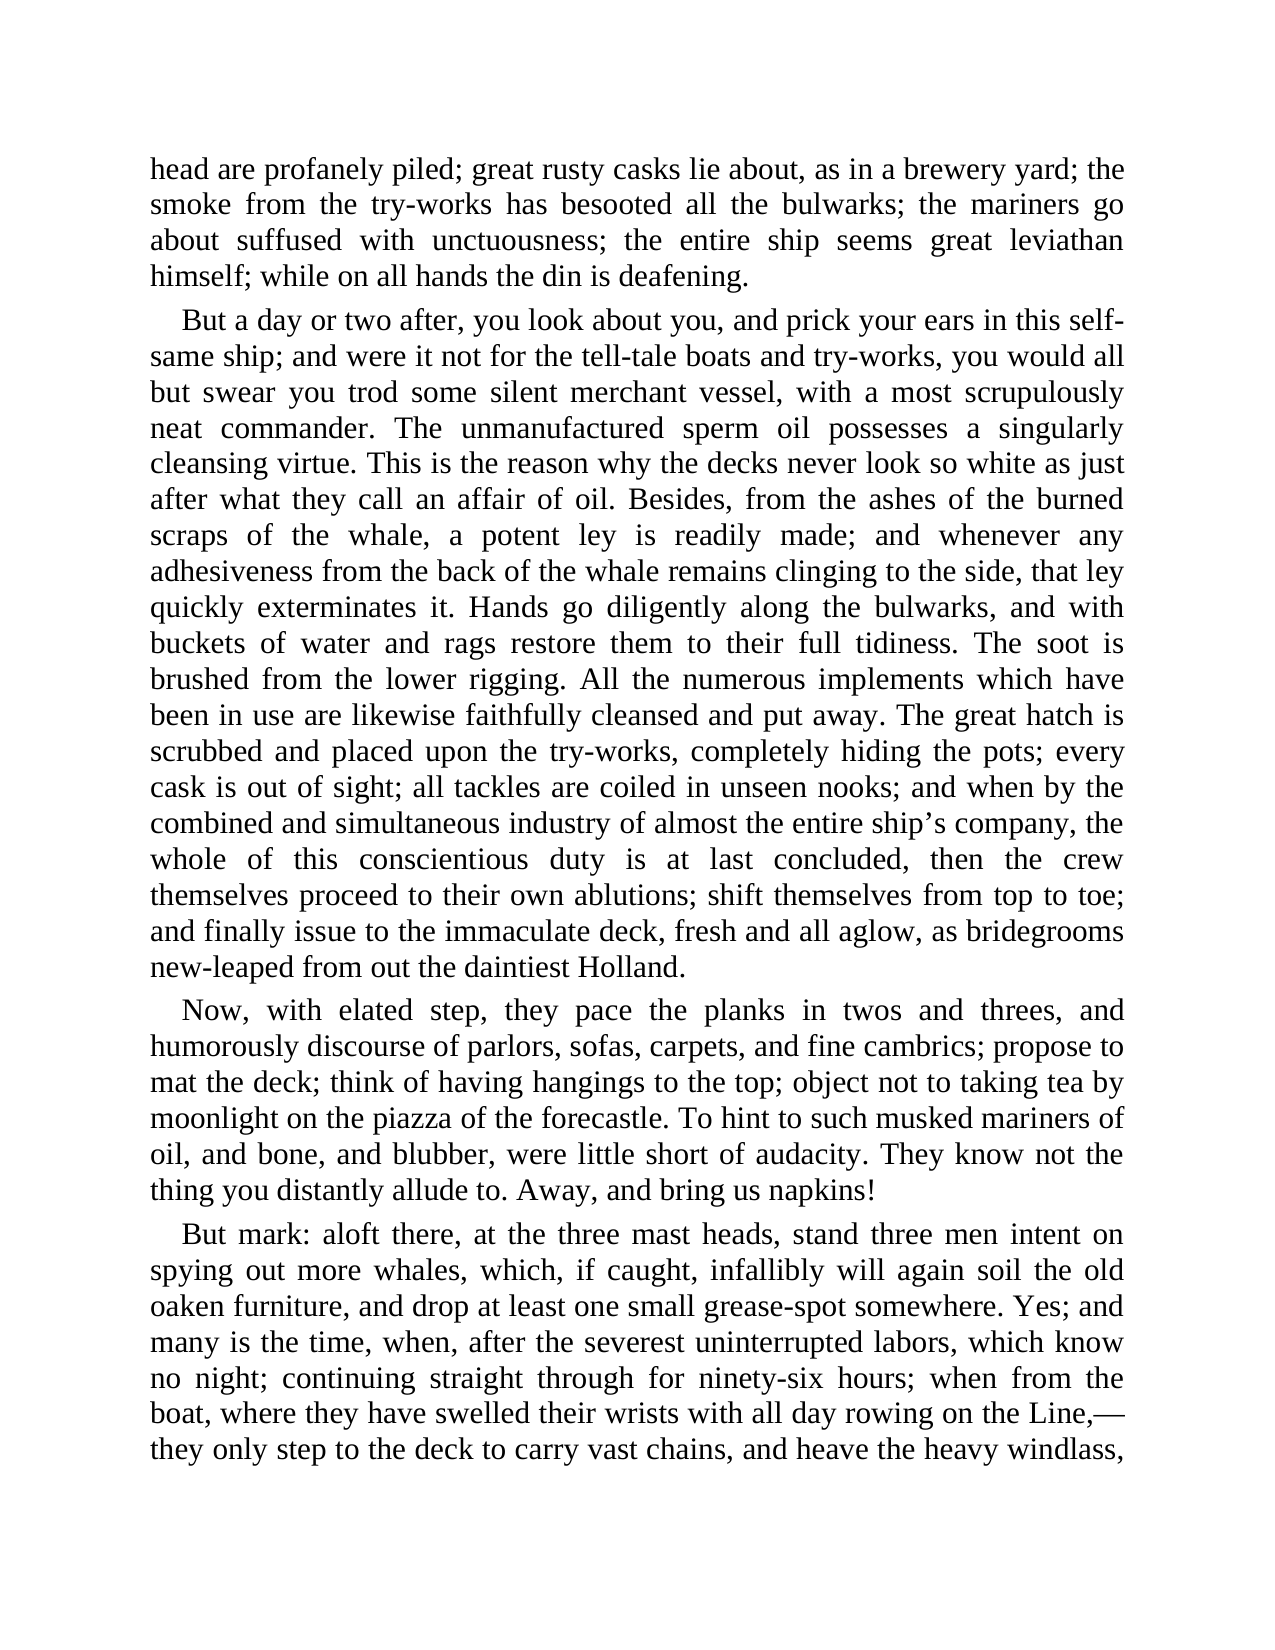 head are profanely piled; great rusty casks lie about, as in a brewery yard; the
smoke from the try-works has besooted all the bulwarks; the mariners go
about suffused with unctuousness; the entire ship seems great leviathan
himself; while on all hands the din is deafening.
But a day or two after, you look about you, and prick your ears in this self-
same ship; and were it not for the tell-tale boats and try-works, you would all
but swear you trod some silent merchant vessel, with a most scrupulously
neat commander. The unmanufactured sperm oil possesses a singularly
cleansing virtue. This is the reason why the decks never look so white as just
after what they call an affair of oil. Besides, from the ashes of the burned
scraps of the whale, a potent ley is readily made; and whenever any
adhesiveness from the back of the whale remains clinging to the side, that ley
quickly exterminates it. Hands go diligently along the bulwarks, and with
buckets of water and rags restore them to their full tidiness. The soot is
brushed from the lower rigging. All the numerous implements which have
been in use are likewise faithfully cleansed and put away. The great hatch is
scrubbed and placed upon the try-works, completely hiding the pots; every
cask is out of sight; all tackles are coiled in unseen nooks; and when by the
combined and simultaneous industry of almost the entire ship’s company, the
whole of this conscientious duty is at last concluded, then the crew
themselves proceed to their own ablutions; shift themselves from top to toe;
and finally issue to the immaculate deck, fresh and all aglow, as bridegrooms
new-leaped from out the daintiest Holland.
Now, with elated step, they pace the planks in twos and threes, and
humorously discourse of parlors, sofas, carpets, and fine cambrics; propose to
mat the deck; think of having hangings to the top; object not to taking tea by
moonlight on the piazza of the forecastle. To hint to such musked mariners of
oil, and bone, and blubber, were little short of audacity. They know not the
thing you distantly allude to. Away, and bring us napkins!
But mark: aloft there, at the three mast heads, stand three men intent on
spying out more whales, which, if caught, infallibly will again soil the old
oaken furniture, and drop at least one small grease-spot somewhere. Yes; and
many is the time, when, after the severest uninterrupted labors, which know
no night; continuing straight through for ninety-six hours; when from the
boat, where they have swelled their wrists with all day rowing on the Line,—
they only step to the deck to carry vast chains, and heave the heavy windlass,